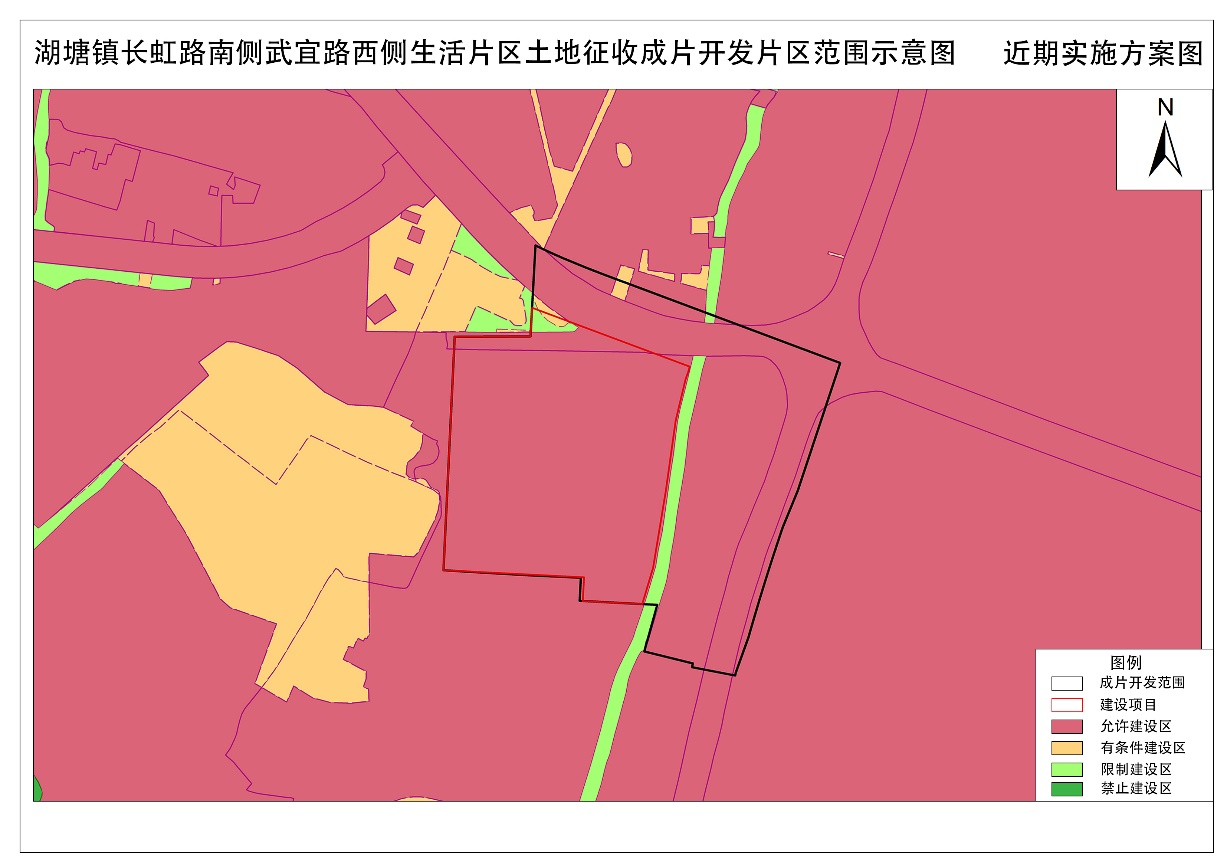 湖塘镇长虹路南侧武宜路西侧生活片区土地征收成片开发片区范围示意图 近期实施方案图
N
图例
成片开发范围
建设项目
允许建设区
有条件建设区
限制建设区
禁止建设区